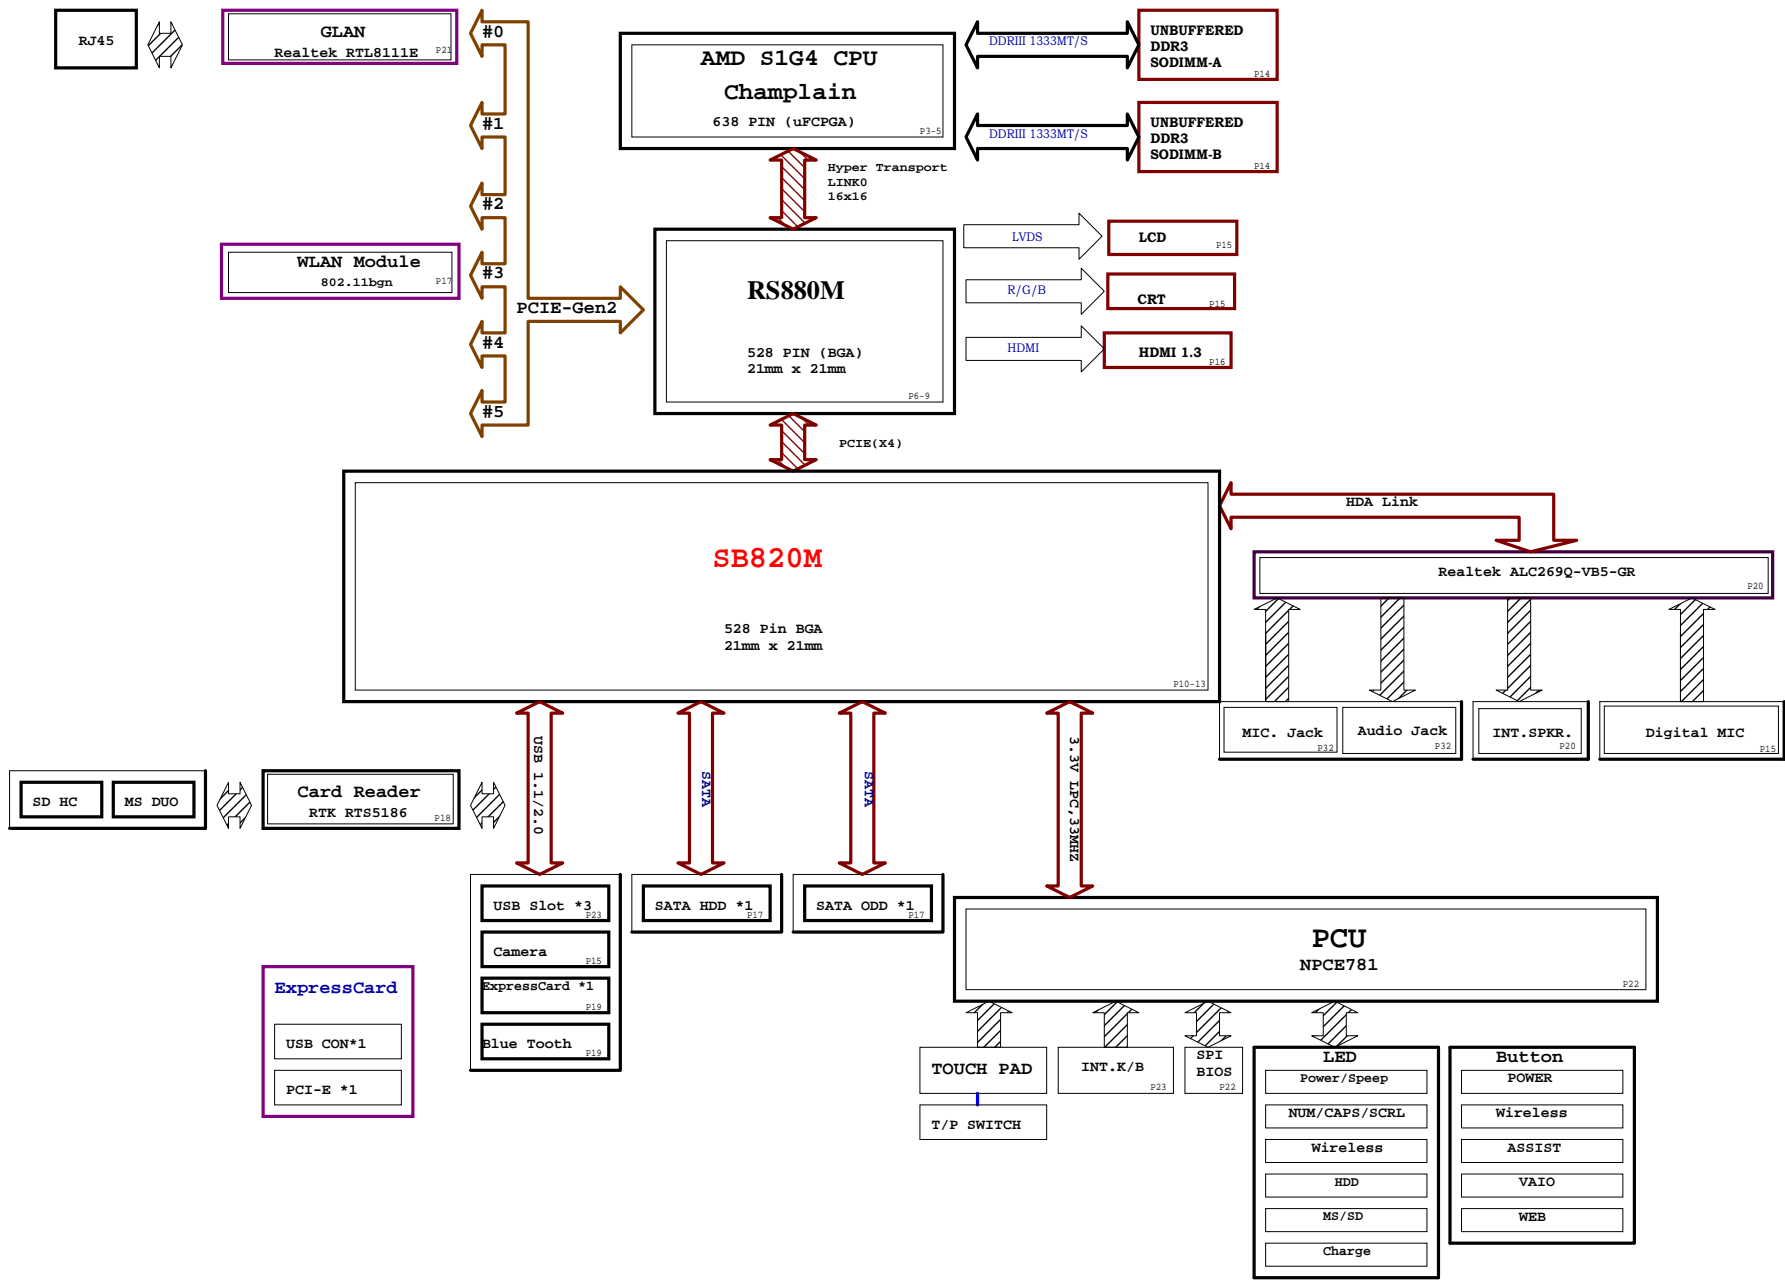 RJ45
GLAN
Realtek RTL8111E
P21
#0
#1
#2
#3
#4
#5
PCIE-Gen2
WLAN Module
802.11bgn
P17
AMD S1G4 CPU
Champlain
638 PIN (uFCPGA)
P3-5
DDRIII 1333MT/S
UNBUFFERED
DDR3
SODIMM-A
P14
DDRIII 1333MT/S
UNBUFFERED
DDR3
SODIMM-B
P14
Hyper Transport
LINK0
16x16
RS880M
528 PIN (BGA)
21mm x 21mm
P6-9
LVDS
LCD
P15
R/G/B
CRT
P15
HDMI
HDMI 1.3
P16
PCIE(X4)
SB820M
528 Pin BGA
21mm x 21mm
P10-13
HDA Link
Realtek ALC269Q-VB5-GR
P20
MIC. Jack
P32
Audio Jack
P32
INT.SPKR.
P20
Digital MIC
P15
USB 1.1/2.0
SATA
SATA
3.3V LPC,33MHZ
SD HC
MS DUO
Card Reader
RTK RTS5186
P18
USB Slot *3
P23
Camera
P15
ExpressCard *1
P19
Blue Tooth
P19
SATA HDD *1
P17
SATA ODD *1
P17
ExpressCard
USB CON*1
PCI-E *1
PCU
NPCE781
P22
TOUCH PAD
T/P SWITCH
INT.K/B
P23
SPI
BIOS
P22
LED
Power/Speep
NUM/CAPS/SCRL
Wireless
HDD
MS/SD
Charge
Button
POWER
Wireless
ASSIST
VAIO
WEB